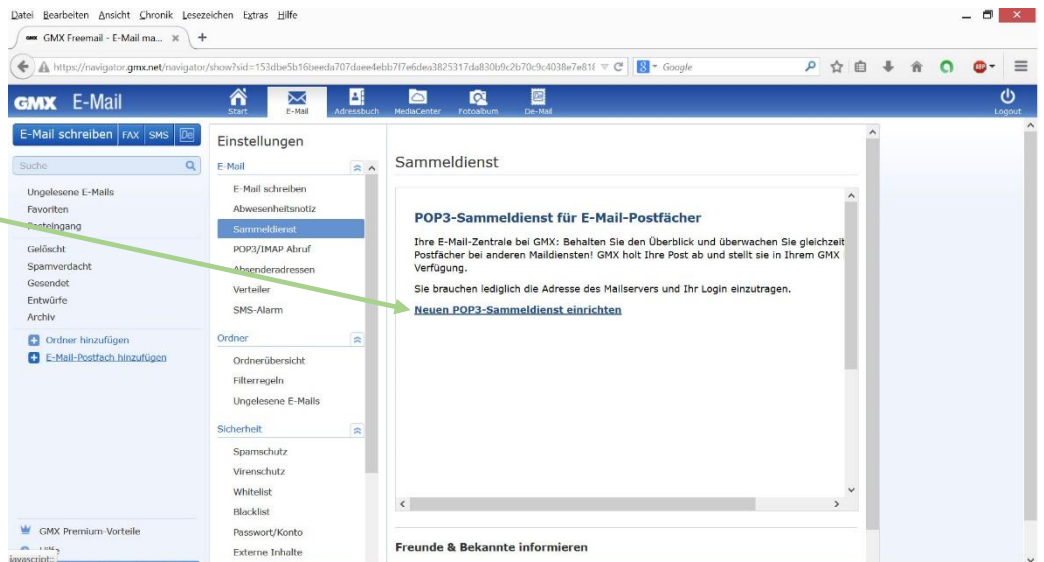 Datei Bearbeiten Ansicht Chronik Lesezeichen Extras Hilfe
GMX Freemail - E-Mail ma...
https://navigator.gmx.net/navigator/show?sid=153dbe5b16beeda707daee4ebb7f7e6dea3825317da830b9c2b70c9c4038e7e81
Google
GMX E-Mail
Start E-Mail Adressbuch MediaCenter Fotoalbum De-Mail Logout
E-Mail schreiben FAX SMS De
Suche
Ungelesene E-Mails
Favoriten
Posteingang
Gelöscht
Spamverdacht
Gesendet
Entwürfe
Archiv
Ordner hinzufügen
E-Mail-Postfach hinzufügen
GMX Premium-Vorteile
Hilfe
javascript:;
Einstellungen
E-Mail
E-Mail schreiben
Abwesenheitsnotiz
Sammeldienst
POP3/IMAP Abruf
Absenderadressen
Verteiler
SMS-Alarm
Ordner
Ordnerübersicht
Filterregeln
Ungelesene E-Mails
Sicherheit
Spamschutz
Virenschutz
Whitelist
Blacklist
Passwort/Konto
Externe Inhalte
Sammeldienst
POP3-Sammeldienst für E-Mail-Postfächer
Ihre E-Mail-Zentrale bei GMX: Behalten Sie den Überblick und überwachen Sie gleichzeit
Postfächer bei anderen Maildiensten! GMX holt Ihre Post ab und stellt sie in Ihrem GMX
Verfügung.
Sie brauchen lediglich die Adresse des Mailservers und Ihr Login einzutragen.
Neuen POP3-Sammeldienst einrichten
Freunde & Bekannte informieren